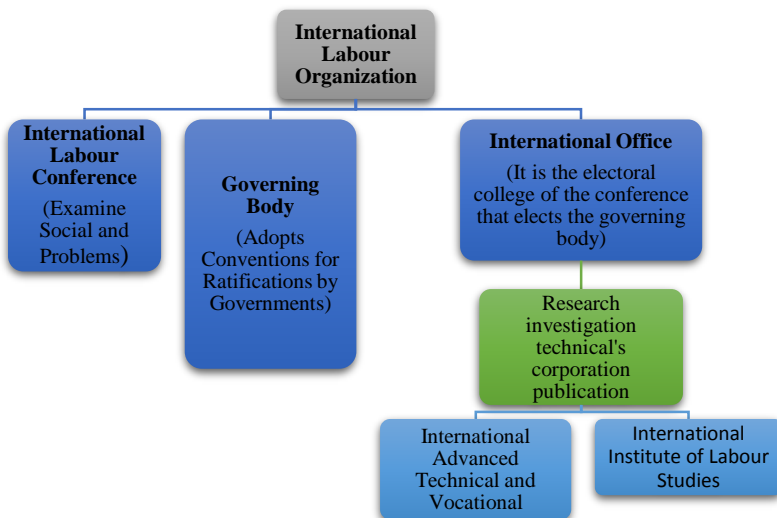 International
Labour
Organization
International
Labour
Conference
(Examine
Social and
Problems)
Governing
Body
(Adopts
Conventions for
Ratifications by
Governments)
International Office
(It is the electoral
college of the conference
that elects the governing
body)
Research
investigation
technical's
corporation
publication
International
Advanced
Technical and
Vocational
International
Institute of Labour
Studies